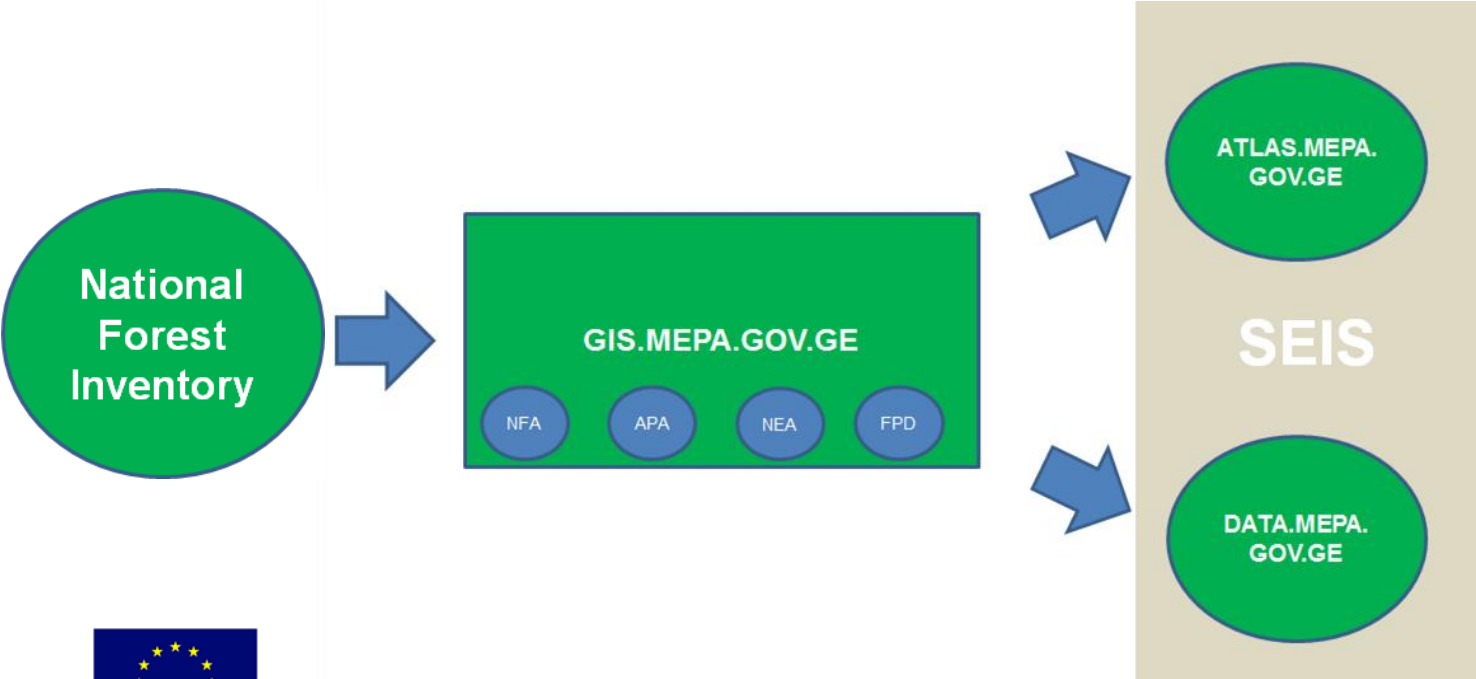 National
Forest
Inventory
GIS.MEPA.GOV.GE
NFA
APA
NEA
FPD
ATLAS.MEPA.
GOV.GE
SEIS
DATA.MEPA.
GOV.GE